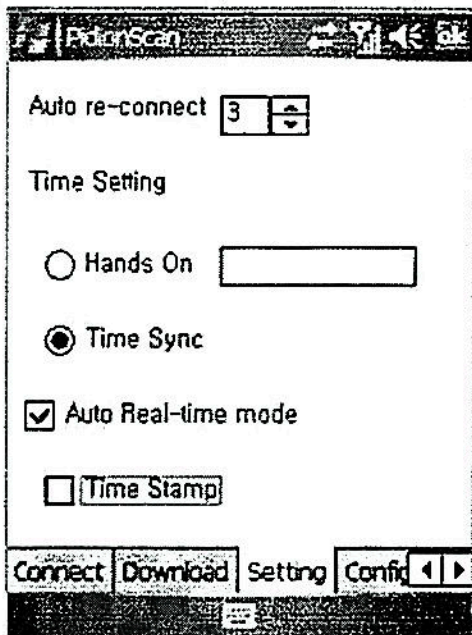 PidionScan ok
Auto re-connect 3
Time Setting
Hands On
Time Sync
Auto Real-time mode
Time Stamp
Connect Download Setting Config